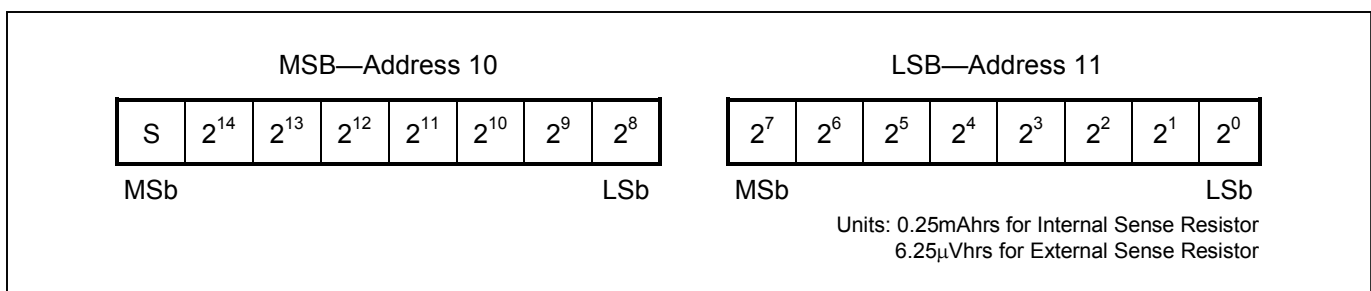 MSB—Address 10
LSB—Address 11
S 2^14 2^13 2^12 2^11 2^10 2^9 2^8
2^7 2^6 2^5 2^4 2^3 2^2 2^1 2^0
MSb LSb
MSb LSb
Units: 0.25mAhrs for Internal Sense Resistor
6.25µVhrs for External Sense Resistor